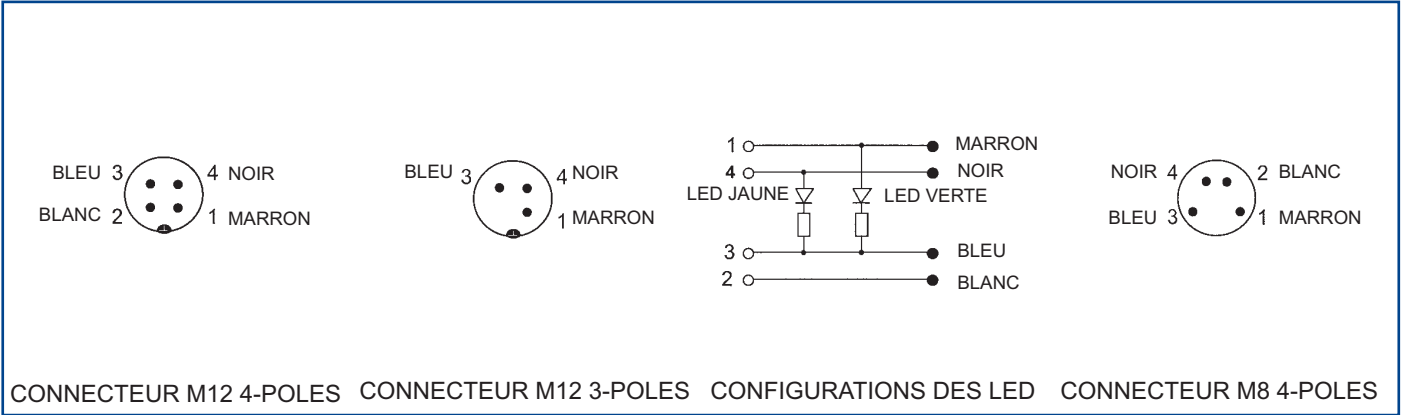 BLEU 3
4 NOIR
BLANC 2
1 MARRON
CONNECTEUR M12 4-POLES
BLEU 3
4 NOIR
1 MARRON
CONNECTEUR M12 3-POLES
1 MARRON
4 NOIR
LED JAUNE LED VERTE
3 BLEU
2 BLANC
CONFIGURATIONS DES LED
NOIR 4
2 BLANC
BLEU 3
1 MARRON
CONNECTEUR M8 4-POLES